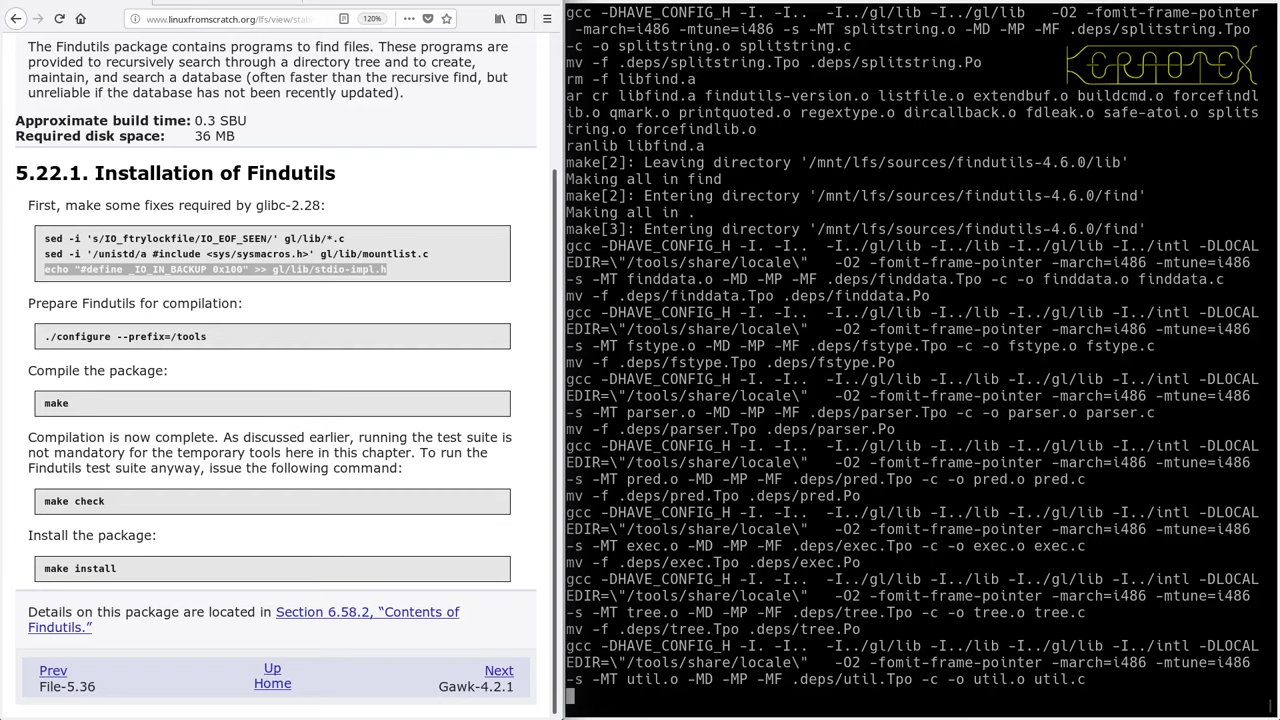 www.linuxfromscratch.org/lfs/view/stab
120%
The Findutils package contains programs to find files. These programs are
provided to recursively search through a directory tree and to create,
maintain, and search a database (often faster than the recursive find, but
unreliable if the database has not been recently updated).
Approximate build time: 0.3 SBU
Required disk space: 36 MB
5.22.1. Installation of Findutils
First, make some fixes required by glibc-2.28:
sed -i 's/IO_ftrylockfile/IO_EOF_SEEN/' gl/lib/*.c
sed -i '/unistd/a #include <sys/sysmacros.h>' gl/lib/mountlist.c
echo "#define _IO_IN_BACKUP 0x100" >> gl/lib/stdio-impl.h
Prepare Findutils for compilation:
./configure --prefix=/tools
Compile the package:
make
Compilation is now complete. As discussed earlier, running the test suite is
not mandatory for the temporary tools here in this chapter. To run the
Findutils test suite anyway, issue the following command:
make check
Install the package:
make install
Details on this package are located in Section 6.58.2, “Contents of
Findutils.”
Prev
File-5.36
Up
Home
Next
Gawk-4.2.1
gcc -DHAVE_CONFIG_H -I. -I.. -I../gl/lib -I../gl/lib -O2 -fomit-frame-pointer
-march=i486 -mtune=i486 -s -MT splitstring.o -MD -MP -MF .deps/splitstring.Tpo
-c -o splitstring.o splitstring.c
mv -f .deps/splitstring.Tpo .deps/splitstring.Po
rm -f libfind.a
ar cr libfind.a findutils-version.o listfile.o extendbuf.o buildcmd.o forcefindl
ib.o qmark.o printquoted.o regextype.o dircallback.o fdleak.o safe-atoi.o splits
tring.o forcefindlib.o
ranlib libfind.a
make[2]: Leaving directory '/mnt/lfs/sources/findutils-4.6.0/lib'
Making all in find
make[2]: Entering directory '/mnt/lfs/sources/findutils-4.6.0/find'
Making all in .
make[3]: Entering directory '/mnt/lfs/sources/findutils-4.6.0/find'
gcc -DHAVE_CONFIG_H -I. -I.. -I../gl/lib -I../lib -I../gl/lib -I../intl -DLOCAL
EDIR=\"/tools/share/locale\" -O2 -fomit-frame-pointer -march=i486 -mtune=i486
-s -MT finddata.o -MD -MP -MF .deps/finddata.Tpo -c -o finddata.o finddata.c
mv -f .deps/finddata.Tpo .deps/finddata.Po
gcc -DHAVE_CONFIG_H -I. -I.. -I../gl/lib -I../lib -I../gl/lib -I../intl -DLOCAL
EDIR=\"/tools/share/locale\" -O2 -fomit-frame-pointer -march=i486 -mtune=i486
-s -MT fstype.o -MD -MP -MF .deps/fstype.Tpo -c -o fstype.o fstype.c
mv -f .deps/fstype.Tpo .deps/fstype.Po
gcc -DHAVE_CONFIG_H -I. -I.. -I../gl/lib -I../lib -I../gl/lib -I../intl -DLOCAL
EDIR=\"/tools/share/locale\" -O2 -fomit-frame-pointer -march=i486 -mtune=i486
-s -MT parser.o -MD -MP -MF .deps/parser.Tpo -c -o parser.o parser.c
mv -f .deps/parser.Tpo .deps/parser.Po
gcc -DHAVE_CONFIG_H -I. -I.. -I../gl/lib -I../lib -I../gl/lib -I../intl -DLOCAL
EDIR=\"/tools/share/locale\" -O2 -fomit-frame-pointer -march=i486 -mtune=i486
-s -MT pred.o -MD -MP -MF .deps/pred.Tpo -c -o pred.o pred.c
mv -f .deps/pred.Tpo .deps/pred.Po
gcc -DHAVE_CONFIG_H -I. -I.. -I../gl/lib -I../lib -I../gl/lib -I../intl -DLOCAL
EDIR=\"/tools/share/locale\" -O2 -fomit-frame-pointer -march=i486 -mtune=i486
-s -MT exec.o -MD -MP -MF .deps/exec.Tpo -c -o exec.o exec.c
mv -f .deps/exec.Tpo .deps/exec.Po
gcc -DHAVE_CONFIG_H -I. -I.. -I../gl/lib -I../lib -I../gl/lib -I../intl -DLOCAL
EDIR=\"/tools/share/locale\" -O2 -fomit-frame-pointer -march=i486 -mtune=i486
-s -MT tree.o -MD -MP -MF .deps/tree.Tpo -c -o tree.o tree.c
mv -f .deps/tree.Tpo .deps/tree.Po
gcc -DHAVE_CONFIG_H -I. -I.. -I../gl/lib -I../lib -I../gl/lib -I../intl -DLOCAL
EDIR=\"/tools/share/locale\" -O2 -fomit-frame-pointer -march=i486 -mtune=i486
-s -MT util.o -MD -MP -MF .deps/util.Tpo -c -o util.o util.c